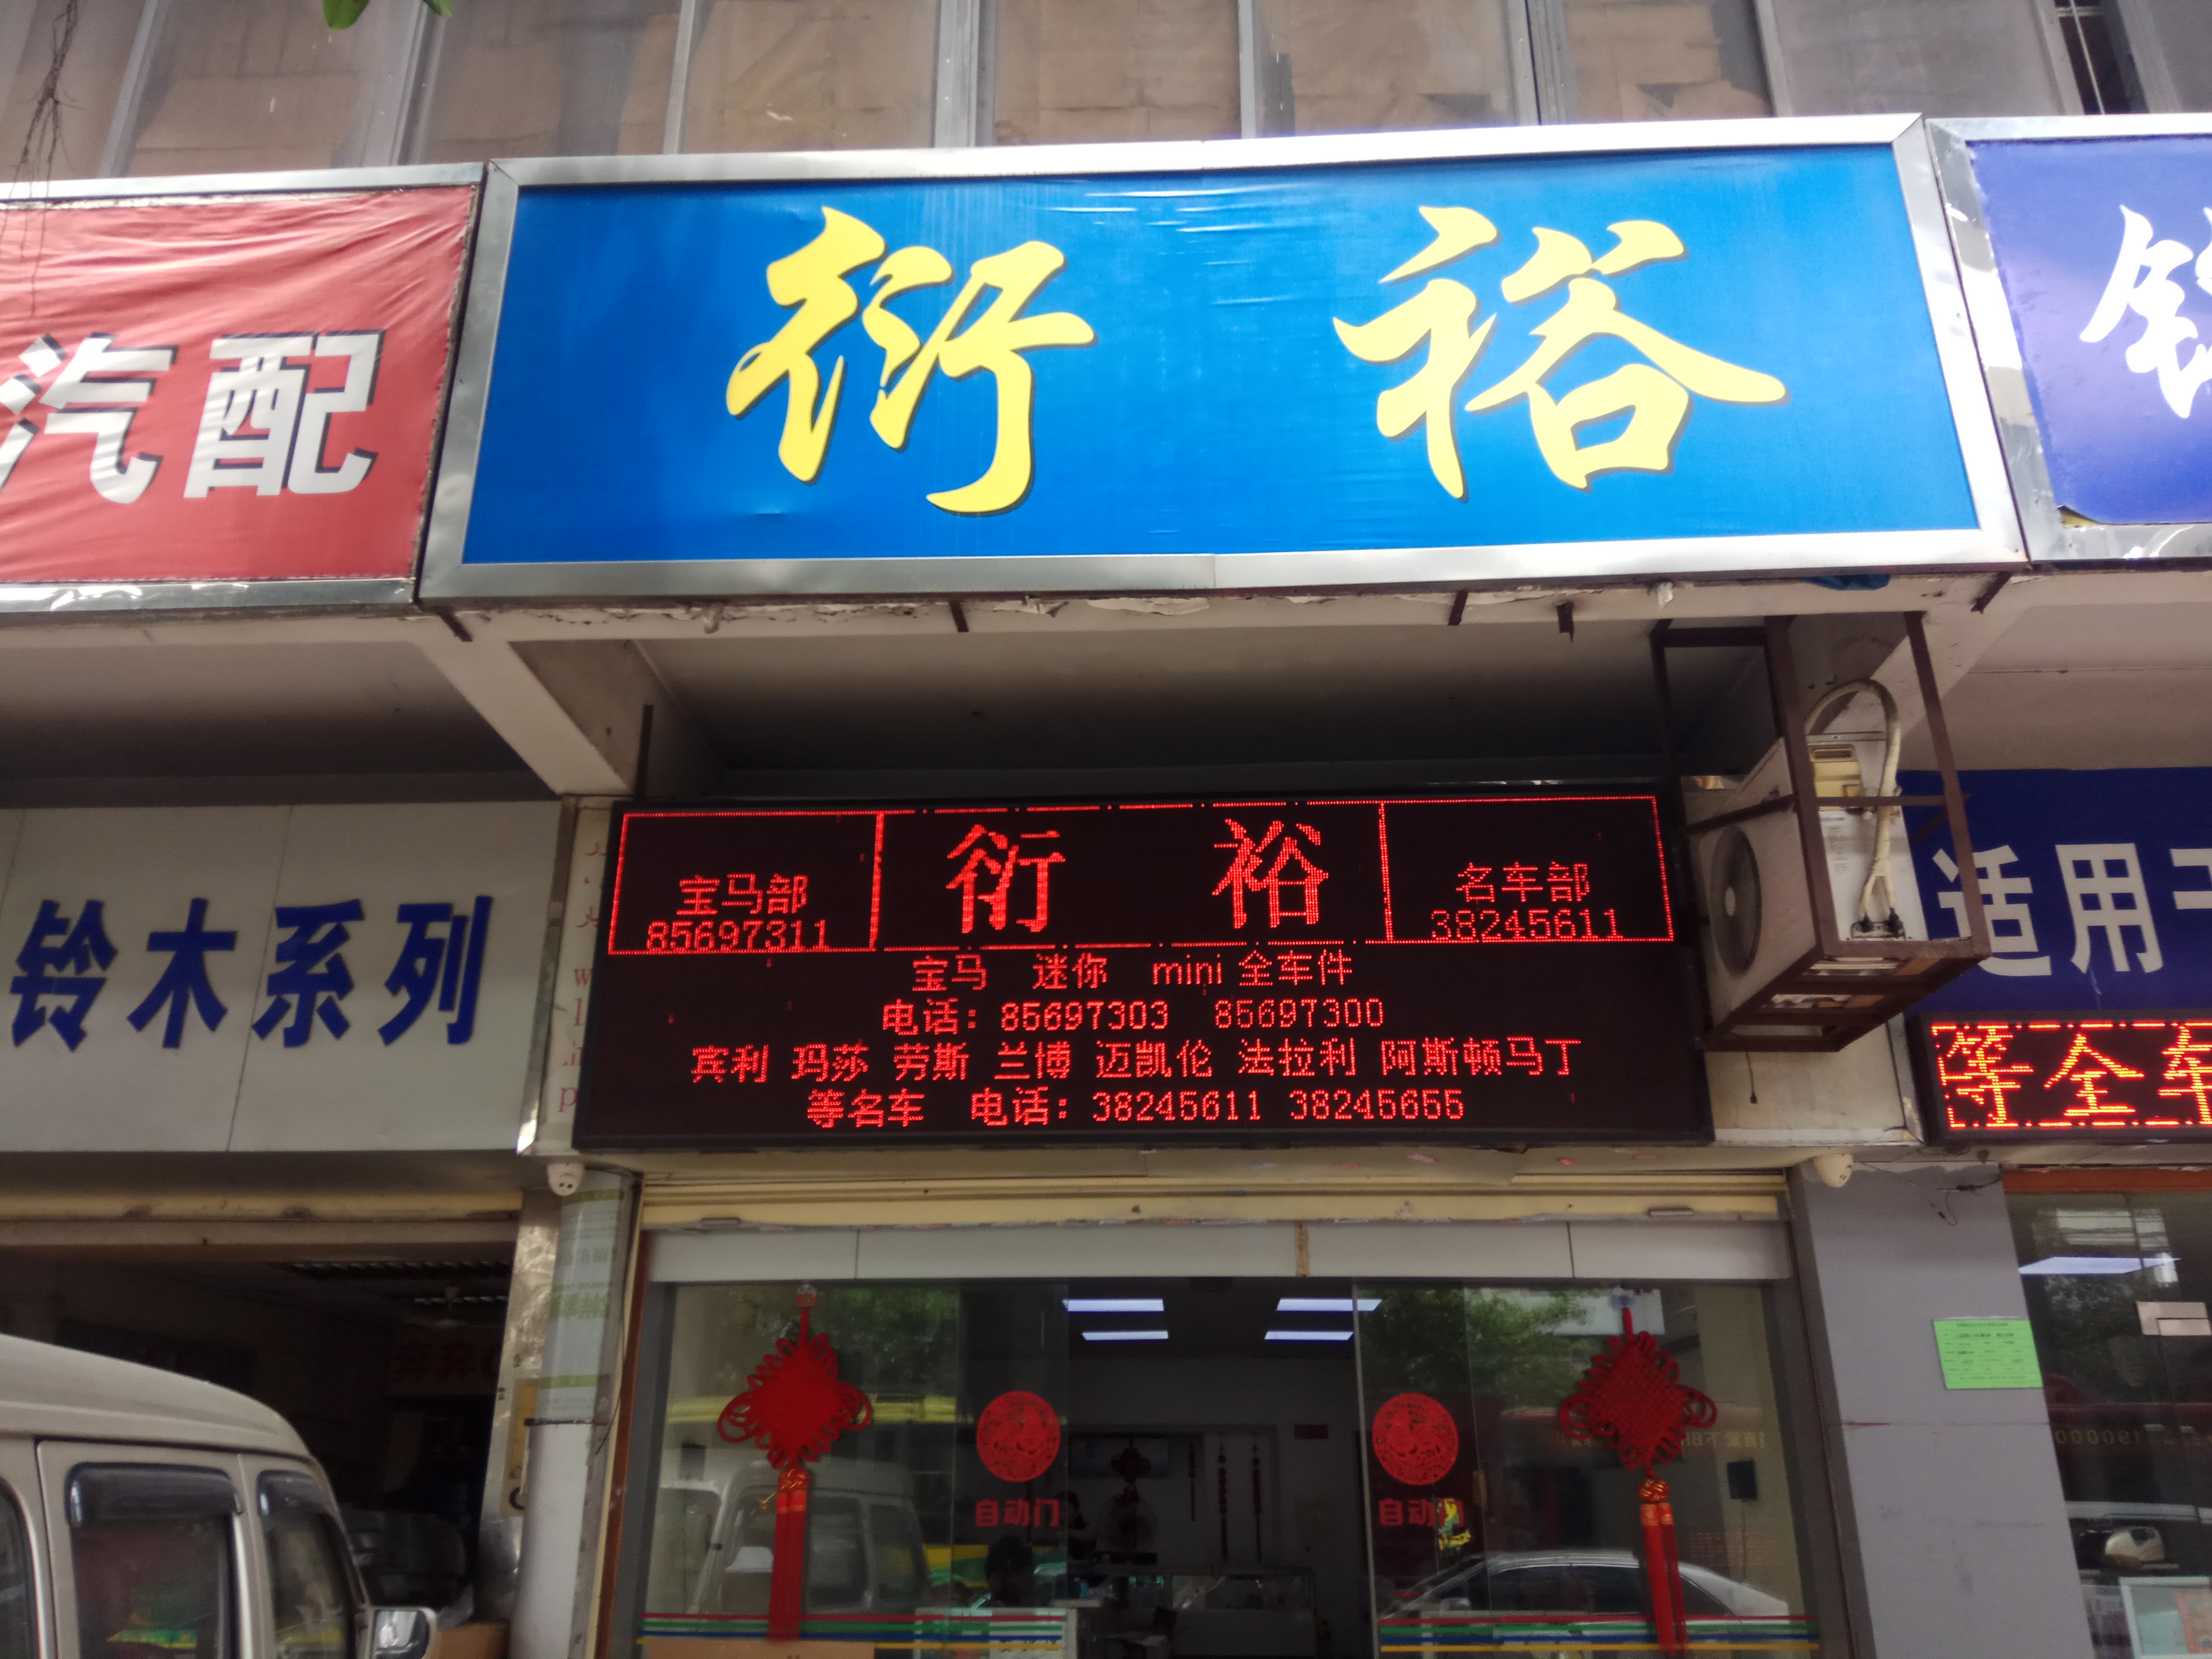 汽配
衍裕
铃木系列
宝马部
85697311
衍 裕
名车部
38245611
宝马 迷你 mini 全车件
电话：85697303 85697300
宾利 玛莎 劳斯 兰博 迈凯伦 法拉利 阿斯顿马丁
等名车 电话：38245611 38245655
适用于
等全车
自动门
自动门